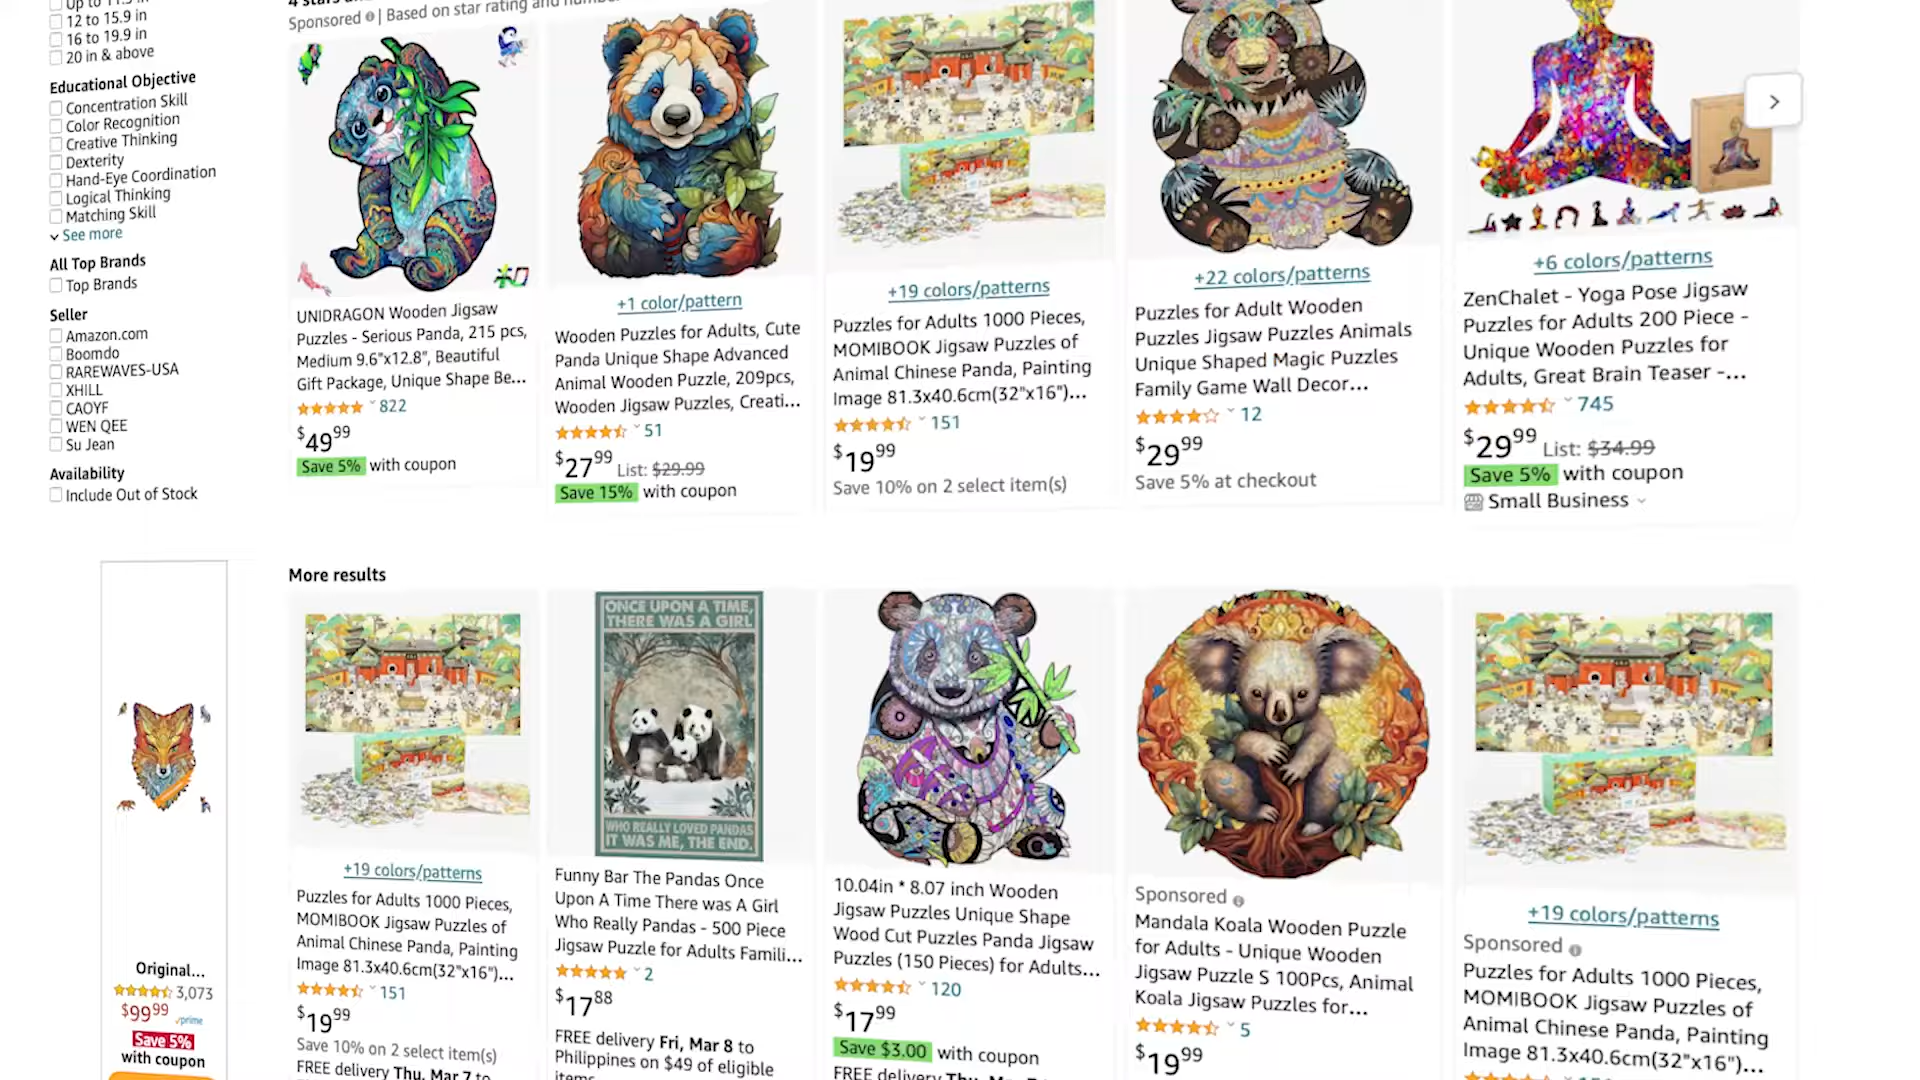 Up to 11.9 in
12 to 15.9 in
16 to 19.9 in
20 in & above
Educational Objective
Concentration Skill
Color Recognition
Creative Thinking
Dexterity
Hand-Eye Coordination
Logical Thinking
Matching Skill
See more
All Top Brands
Top Brands
Seller
Amazon.com
Boomdo
RAREWAVES-USA
XHILL
CAOYF
WEN QEE
Su Jean
Availability
Include Out of Stock
Original...
3,073
$99.99
prime
Save 5%
with coupon
4 stars and
Sponsored | Based on star rating and
UNIDRAGON Wooden Jigsaw
Puzzles - Serious Panda, 215 pcs,
Medium 9.6"x12.8", Beautiful
Gift Package, Unique Shape Be...
822
$49.99
Save 5% with coupon
+1 color/pattern
Wooden Puzzles for Adults, Cute
Panda Unique Shape Advanced
Animal Wooden Puzzle, 209pcs,
Wooden Jigsaw Puzzles, Creati...
51
$27.99 List: $29.99
Save 15% with coupon
+19 colors/patterns
Puzzles for Adults 1000 Pieces,
MOMIBOOK Jigsaw Puzzles of
Animal Chinese Panda, Painting
Image 81.3x40.6cm(32"x16")...
151
$19.99
Save 10% on 2 select item(s)
+22 colors/patterns
Puzzles for Adult Wooden
Puzzles Jigsaw Puzzles Animals
Unique Shaped Magic Puzzles
Family Game Wall Decor...
12
$29.99
Save 5% at checkout
+6 colors/patterns
ZenChalet - Yoga Pose Jigsaw
Puzzles for Adults 200 Piece -
Unique Wooden Puzzles for
Adults, Great Brain Teaser -...
745
$29.99 List: $34.99
Save 5% with coupon
Small Business
More results
+19 colors/patterns
Puzzles for Adults 1000 Pieces,
MOMIBOOK Jigsaw Puzzles of
Animal Chinese Panda, Painting
Image 81.3x40.6cm(32"x16")...
151
$19.99
Save 10% on 2 select item(s)
FREE delivery Thu, Mar 7 to
ONCE UPON A TIME,
THERE WAS A GIRL
WHO REALLY LOVED PANDAS
IT WAS ME, THE END.
Funny Bar The Pandas Once
Upon A Time There was A Girl
Who Really Pandas - 500 Piece
Jigsaw Puzzle for Adults Famili...
2
$17.88
FREE delivery Fri, Mar 8 to
Philippines on $49 of eligible
items
10.04in * 8.07 inch Wooden
Jigsaw Puzzles Unique Shape
Wood Cut Puzzles Panda Jigsaw
Puzzles (150 Pieces) for Adults...
120
$17.99
Save $3.00 with coupon
FREE delivery
Sponsored
Mandala Koala Wooden Puzzle
for Adults - Unique Wooden
Jigsaw Puzzle S 100Pcs, Animal
Koala Jigsaw Puzzles for...
5
$19.99
+19 colors/patterns
Sponsored
Puzzles for Adults 1000 Pieces,
MOMIBOOK Jigsaw Puzzles of
Animal Chinese Panda, Painting
Image 81.3x40.6cm(32"x16")...